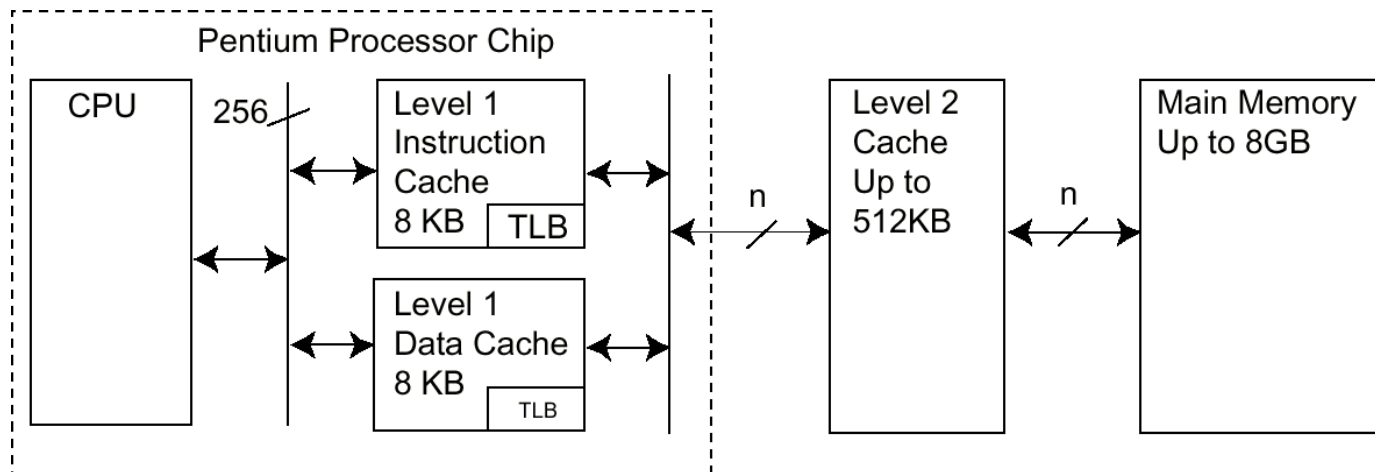 Pentium Processor Chip
CPU
256
Level 1
Instruction
Cache
8 KB
TLB
Level 1
Data Cache
8 KB
TLB
n
Level 2
Cache
Up to
512KB
n
Main Memory
Up to 8GB